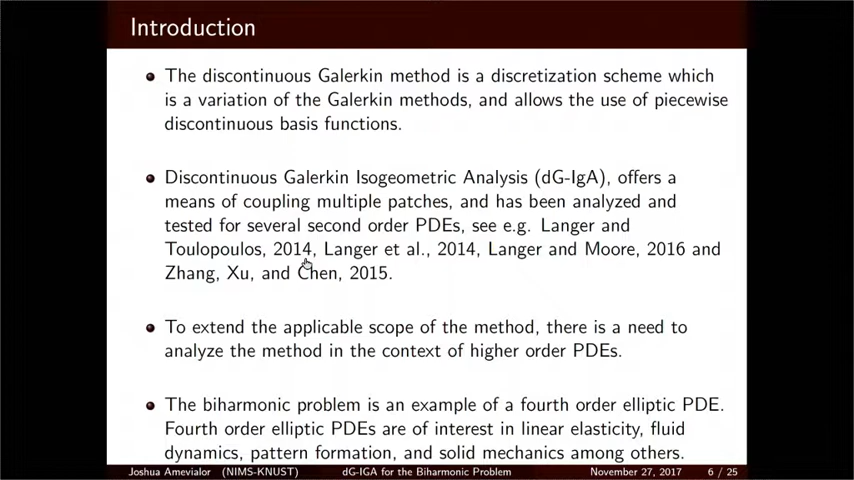 Introduction
The discontinuous Galerkin method is a discretization scheme which
is a variation of the Galerkin methods, and allows the use of piecewise
discontinuous basis functions.
Discontinuous Galerkin Isogeometric Analysis (dG-IgA), offers a
means of coupling multiple patches, and has been analyzed and
tested for several second order PDEs, see e.g. Langer and
Toulopoulos, 2014, Langer et al., 2014, Langer and Moore, 2016 and
Zhang, Xu, and Chen, 2015.
To extend the applicable scope of the method, there is a need to
analyze the method in the context of higher order PDEs.
The biharmonic problem is an example of a fourth order elliptic PDE.
Fourth order elliptic PDEs are of interest in linear elasticity, fluid
dynamics, pattern formation, and solid mechanics among others.
Joshua Amevialor (NIMS-KNUST) dG-IGA for the Biharmonic Problem November 27, 2017 6 / 25